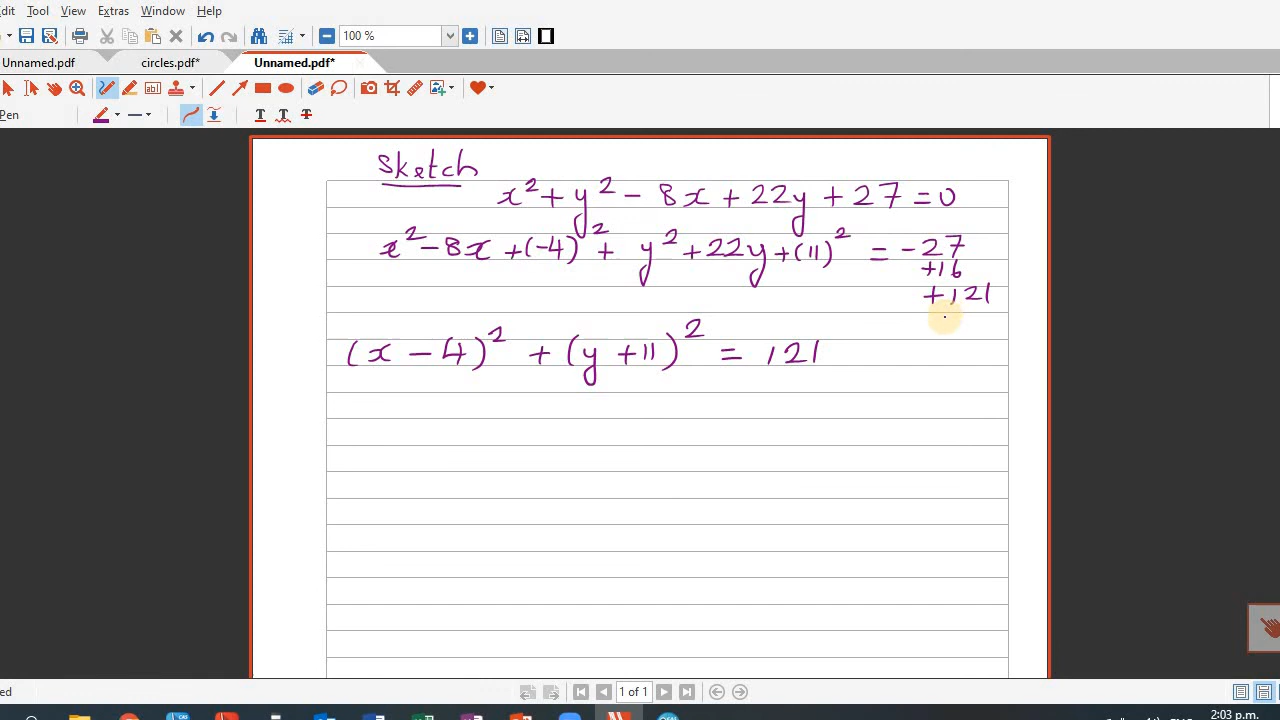 dit Tool View Extras Window Help
100 %
Unnamed.pdf circles.pdf* Unnamed.pdf*
Pen
Sketch
x² + y² - 8x + 22y + 27 = 0
x² - 8x + (-4)² + y² + 22y + (11)² = -27
+16
+121
(x - 4)² + (y + 11)² = 121
ed 1 of 1
2:03 p.m.